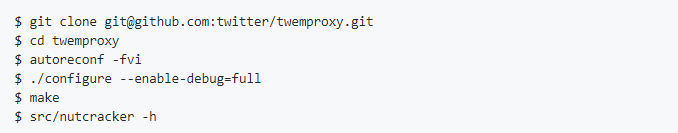 $ git clone git@github.com:twitter/twemproxy.git
$ cd twemproxy
$ autoreconf -fvi
$ ./configure --enable-debug=full
$ make
$ src/nutcracker -h